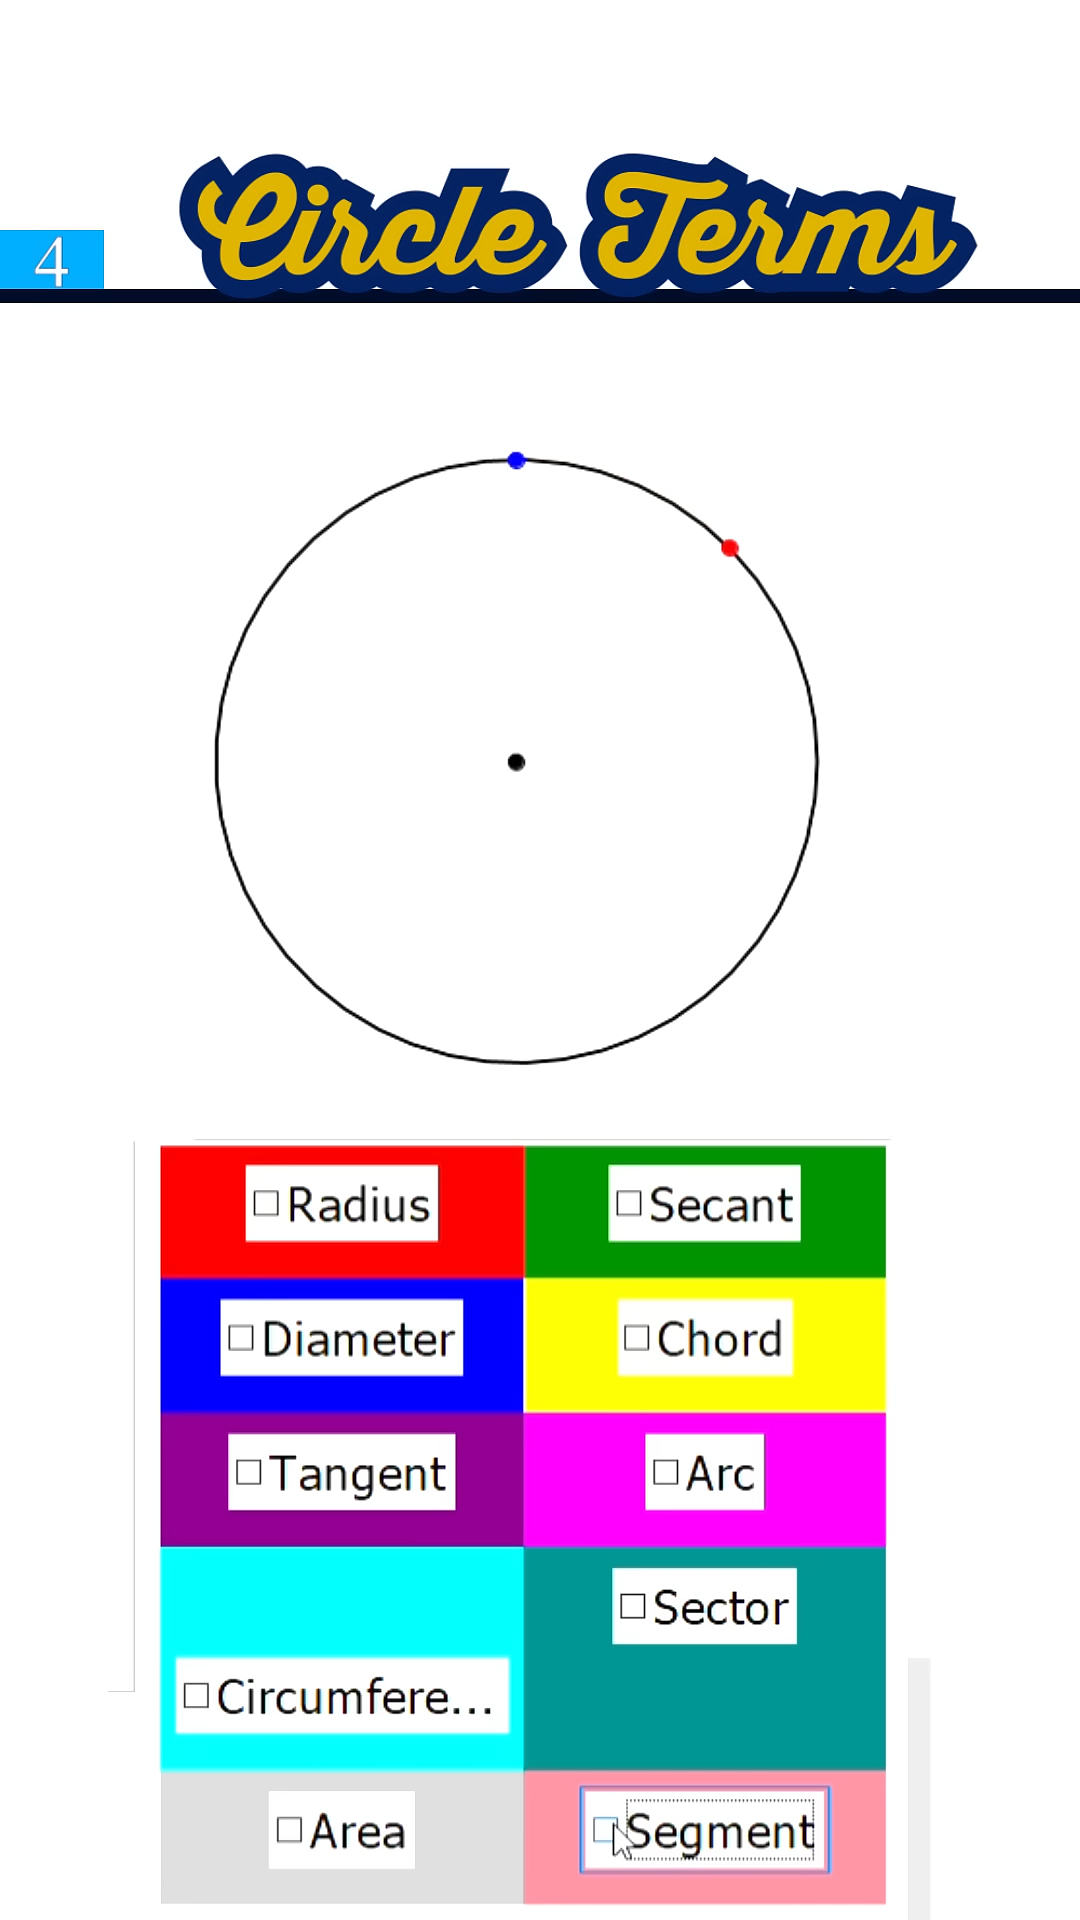 Circle Terms
4
Radius
Secant
Diameter
Chord
Tangent
Arc
Sector
Circumfere...
Area
Segment